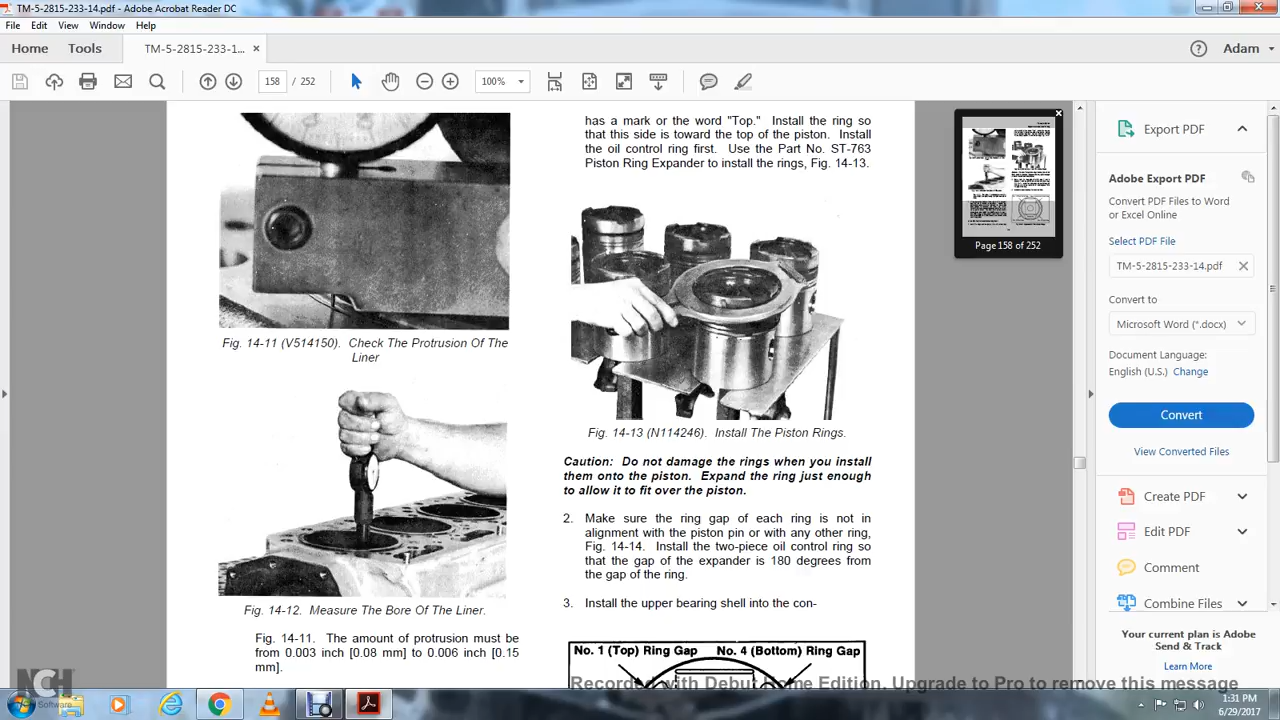 TM-5-2815-233-14.pdf - Adobe Acrobat Reader DC
File Edit View Window Help
Home Tools TM-5-2815-233-1... Adam
158 / 252 100%
Fig. 14-11 (V514150). Check The Protrusion Of The
Liner
Fig. 14-12. Measure The Bore Of The Liner.
Fig. 14-11. The amount of protrusion must be
from 0.003 inch [0.08 mm] to 0.006 inch [0.15
mm].
has a mark or the word "Top." Install the ring so
that this side is toward the top of the piston. Install
the oil control ring first. Use the Part No. ST-763
Piston Ring Expander to install the rings, Fig. 14-13.
Fig. 14-13 (N114246). Install The Piston Rings.
Caution: Do not damage the rings when you install
them onto the piston. Expand the ring just enough
to allow it to fit over the piston.
2. Make sure the ring gap of each ring is not in
alignment with the piston pin or with any other ring,
Fig. 14-14. Install the two-piece oil control ring so
that the gap of the expander is 180 degrees from
the gap of the ring.
3. Install the upper bearing shell into the con-
No. 1 (Top) Ring Gap No. 4 (Bottom) Ring Gap
Page 158 of 252
Export PDF
Adobe Export PDF
Convert PDF Files to Word
or Excel Online
Select PDF File
TM-5-2815-233-14.pdf
Convert to
Microsoft Word (*.docx)
Document Language:
English (U.S.) Change
Convert
View Converted Files
Create PDF
Edit PDF
Comment
Combine Files
Your current plan is Adobe
Send & Track
Learn More
Recorded with Debut Home Edition. Upgrade to Pro to remove this message
NCH
Software
1:31 PM
6/29/2017